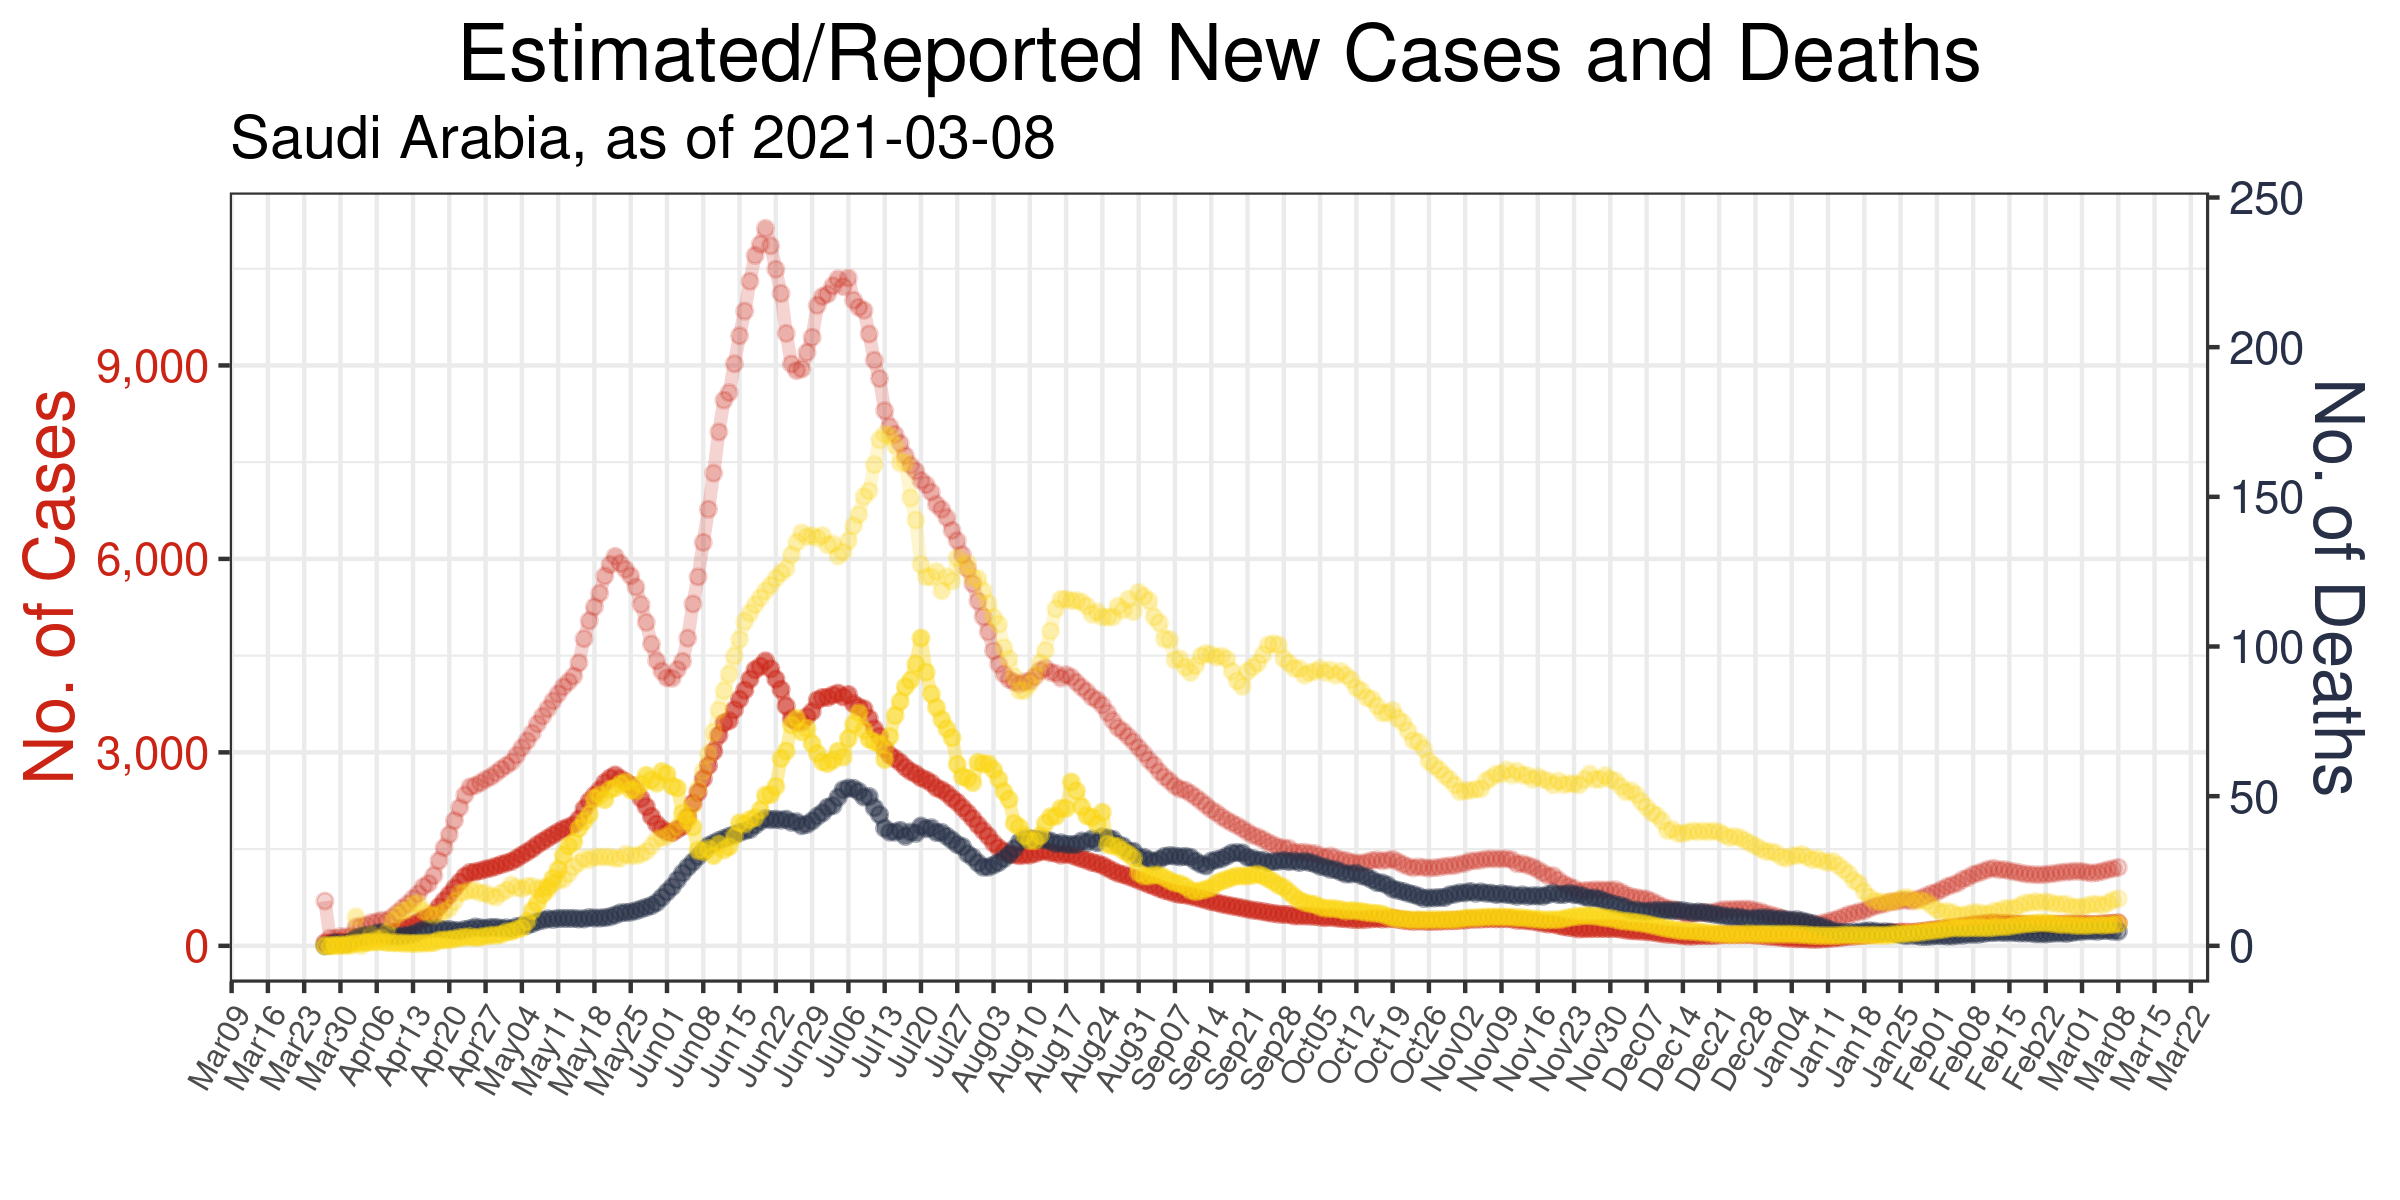 Estimated/Reported New Cases and Deaths
Saudi Arabia, as of 2021-03-08
No. of Cases
9,000
6,000
3,000
0
250
200
150
100
50
0
No. of Deaths
Mar09 Mar16 Mar23 Mar30 Apr06 Apr13 Apr20 Apr27 May04 May11 May18 May25 Jun01 Jun08 Jun15 Jun22 Jun29 Jul06 Jul13 Jul20 Jul27 Aug03 Aug10 Aug17 Aug24 Aug31 Sep07 Sep14 Sep21 Sep28 Oct05 Oct12 Oct19 Oct26 Nov02 Nov09 Nov16 Nov23 Nov30 Dec07 Dec14 Dec21 Dec28 Jan04 Jan11 Jan18 Jan25 Feb01 Feb08 Feb15 Feb22 Mar01 Mar08 Mar15 Mar22